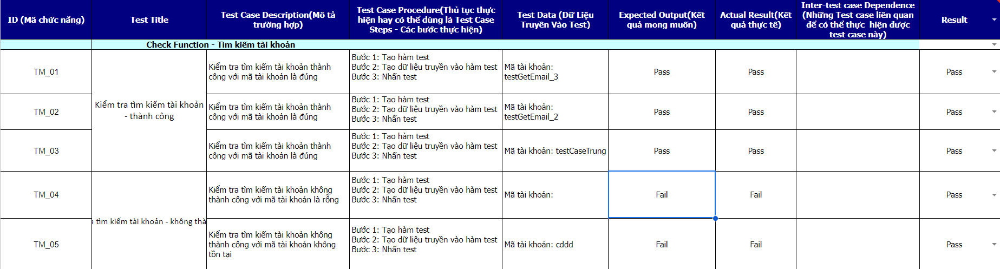 ID (Mã chức năng)
Test Title
Test Case Description(Mô tả
trường hợp)
Test Case Procedure(Thủ tục thực
hiện hay có thể dùng là Test Case
Steps - Các bước thực hiện)
Test Data (Dữ Liệu
Truyền Vào Test)
Expected Output(Kết
quả mong muốn)
Actual Result(Kết
quả thực tế)
Inter-test case Dependence
(Những Test case liên quan
để có thể thực hiện được
test case này)
Result
Check Function - Tìm kiếm tài khoản
TM_01
Kiểm tra tìm kiếm tài khoản
- thành công
Kiểm tra tìm kiếm tài khoản thành
công với mã tài khoản là đúng
Bước 1: Tạo hàm test
Bước 2: Tạo dữ liệu truyền vào hàm test
Bước 3: Nhấn test
Mã tài khoản:
testGetEmail_3
Pass
Pass
Pass
TM_02
Kiểm tra tìm kiếm tài khoản thành
công với mã tài khoản là đúng
Bước 1: Tạo hàm test
Bước 2: Tạo dữ liệu truyền vào hàm test
Bước 3: Nhấn test
Mã tài khoản:
testGetEmail_2
Pass
Pass
Pass
TM_03
Kiểm tra tìm kiếm tài khoản thành
công với mã tài khoản là đúng
Bước 1: Tạo hàm test
Bước 2: Tạo dữ liệu truyền vào hàm test
Bước 3: Nhấn test
Mã tài khoản: testCaseTrung
Pass
Pass
Pass
TM_04
a tìm kiếm tài khoản - không thà
Kiểm tra tìm kiếm tài khoản không
thành công với mã tài khoản là rỗng
Bước 1: Tạo hàm test
Bước 2: Tạo dữ liệu truyền vào hàm test
Bước 3: Nhấn test
Mã tài khoản:
Fail
Fail
Pass
TM_05
Kiểm tra tìm kiếm tài khoản không
thành công với mã tài khoản không
tồn tại
Bước 1: Tạo hàm test
Bước 2: Tạo dữ liệu truyền vào hàm test
Bước 3: Nhấn test
Mã tài khoản: cddd
Fail
Fail
Pass